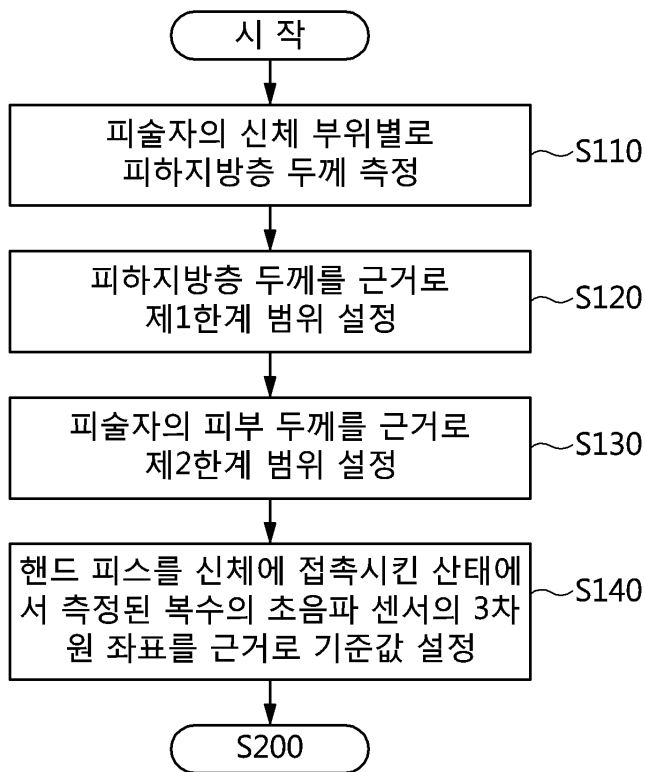 시 작
피술자의 신체 부위별로
피하지방층 두께 측정
S110
피하지방층 두께를 근거로
제1한계 범위 설정
S120
피술자의 피부 두께를 근거로
제2한계 범위 설정
S130
핸드 피스를 신체에 접촉시킨 산태에
서 측정된 복수의 초음파 센서의 3차
원 좌표를 근거로 기준값 설정
S140
S200